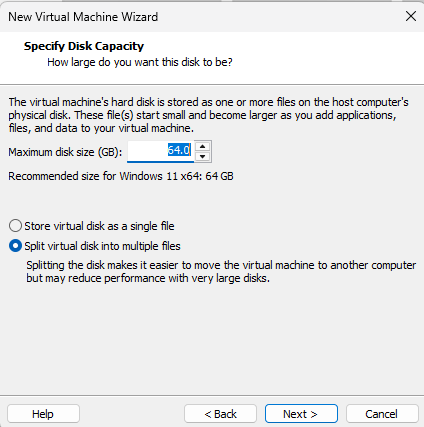 New Virtual Machine Wizard
Specify Disk Capacity
How large do you want this disk to be?
The virtual machine's hard disk is stored as one or more files on the host computer's
physical disk. These file(s) start small and become larger as you add applications,
files, and data to your virtual machine.
Maximum disk size (GB): 64.0
Recommended size for Windows 11 x64: 64 GB
Store virtual disk as a single file
Split virtual disk into multiple files
Splitting the disk makes it easier to move the virtual machine to another computer
but may reduce performance with very large disks.
Help < Back Next > Cancel